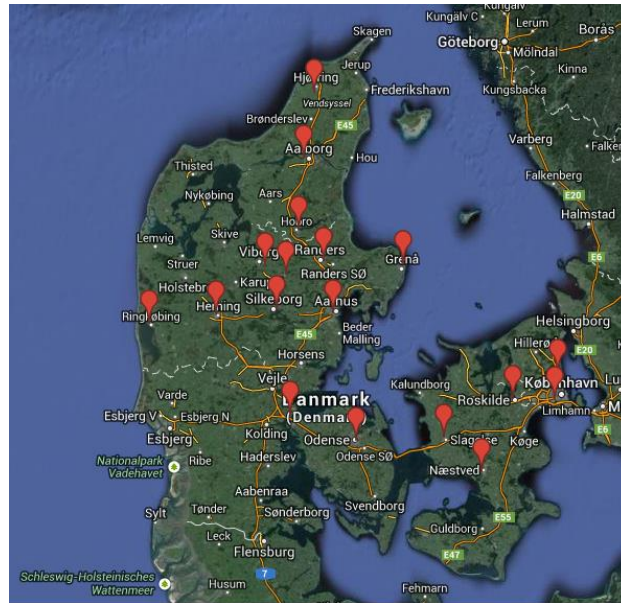 Kungälv
Kungälv C
Lerum
Borås
Skagen
Göteborg
Mölndal
Jerup
Kinna
Hjørring
Frederikshavn
Kungsbacka
Vendsyssel
Brønderslev
E45
Varberg
Aalborg
Hou
Thisted
Falkenberg
Nykøbing
Aars
E20
Hobro
Halmstad
Lemvig
Skive
Viborg
Randers
E6
Struer
Grenå
Randers SØ
Holstebro
Karup
Silkeborg
Herning
Aarhus
Ringkøbing
Helsingborg
E45
Beder
Malling
Hillerød
E20
Horsens
Vejle
Kalundborg
København
Danmark
(Denmark)
Varde
Roskilde
Limhamn
Esbjerg V
Esbjerg N
E6
Esbjerg
Kolding
Odense
Slagelse
Køge
Odense SØ
Nationalpark
Vadehavet
Ribe
Haderslev
Næstved
Aabenraa
Svendborg
Sylt
Tønder
Sønderborg
E55
Guldborg
Leck
Flensburg
E47
7
Schleswig-Holsteinisches
Wattenmeer
Husum
Fehmarn